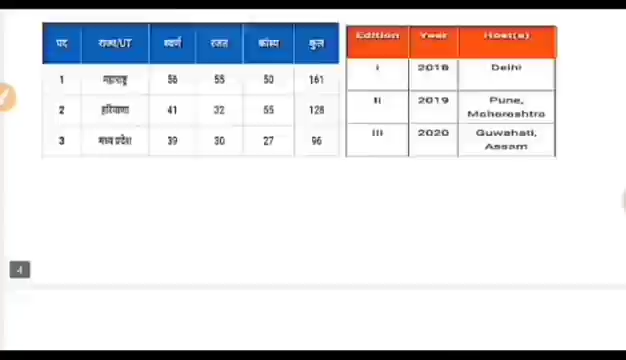 पद राज्य/UT स्वर्ण रजत कांस्य कुल
1 महाराष्ट्र 56 55 50 161
2 हरियाणा 41 32 55 128
3 मध्य प्रदेश 39 30 27 96
Edition Year Host(s)
I 2018 Delhi
II 2019 Pune,
Maharashtra
III 2020 Guwahati,
Assam
4